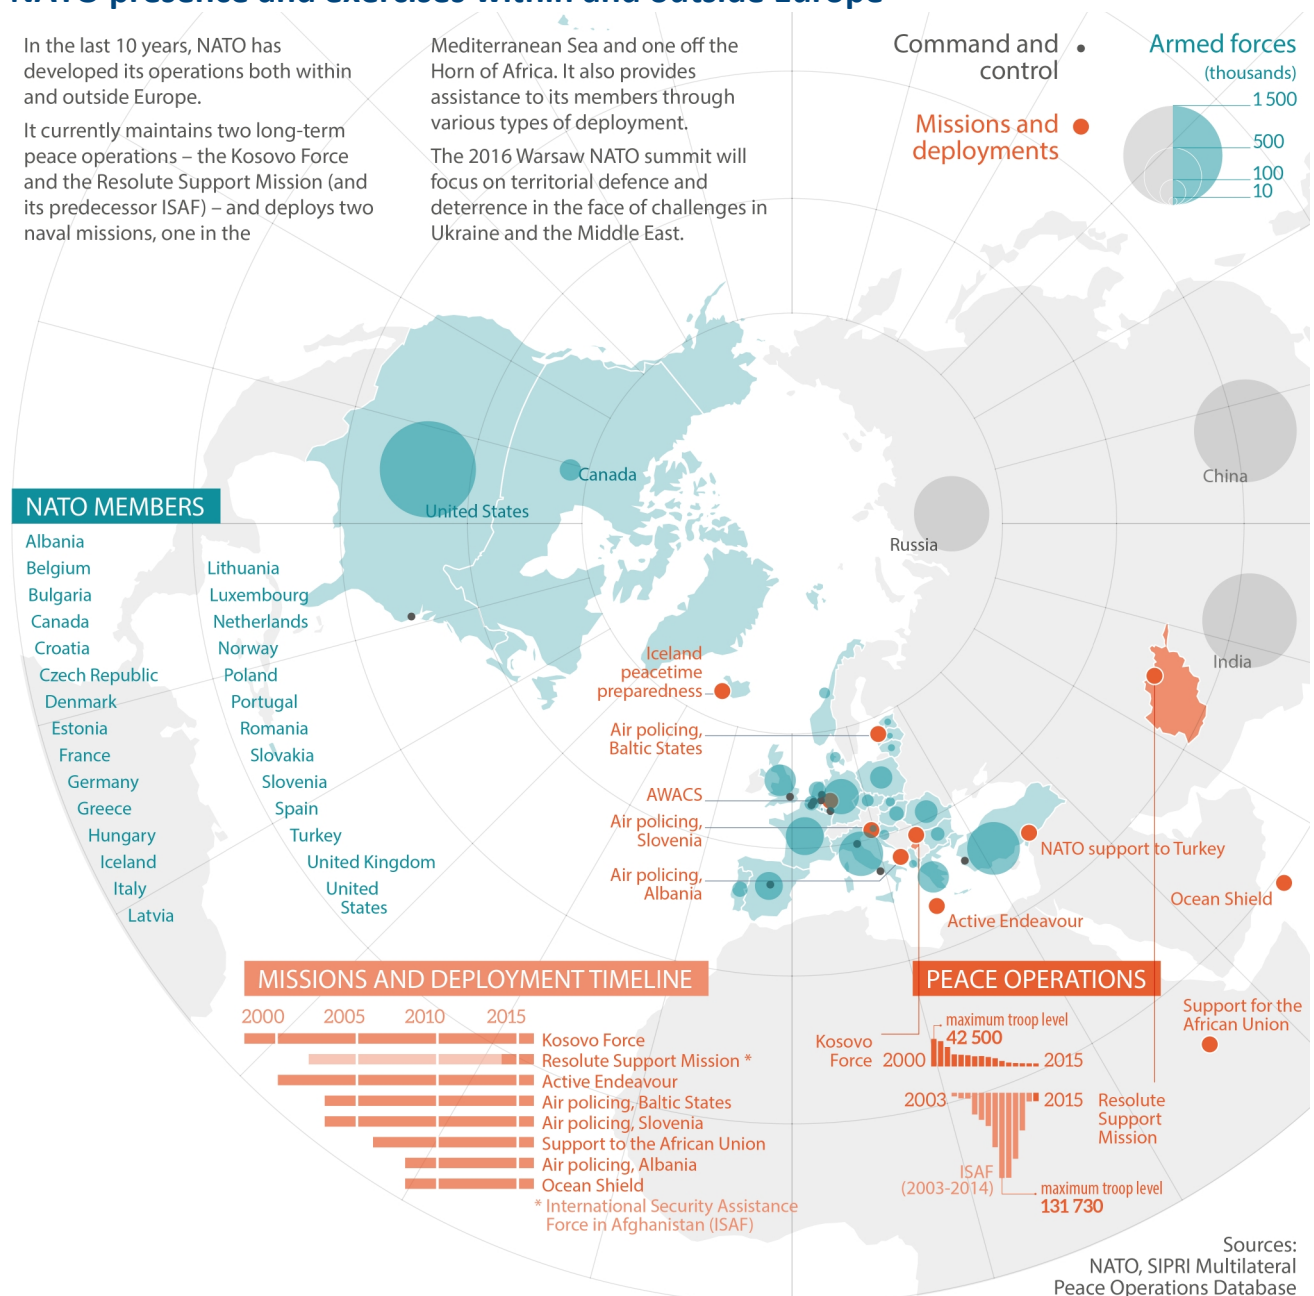 NATO presence and exercises within and outside Europe
In the last 10 years, NATO has
developed its operations both within
and outside Europe.
It currently maintains two long-term
peace operations – the Kosovo Force
and the Resolute Support Mission (and
its predecessor ISAF) – and deploys two
naval missions, one in the
Mediterranean Sea and one off the
Horn of Africa. It also provides
assistance to its members through
various types of deployment.
The 2016 Warsaw NATO summit will
focus on territorial defence and
deterrence in the face of challenges in
Ukraine and the Middle East.
Command and
control
Missions and
deployments
Armed forces
(thousands)
1 500
500
100
10
Canada
United States
China
Russia
India
NATO MEMBERS
Albania
Belgium
Bulgaria
Canada
Croatia
Czech Republic
Denmark
Estonia
France
Germany
Greece
Hungary
Iceland
Italy
Latvia
Lithuania
Luxembourg
Netherlands
Norway
Poland
Portugal
Romania
Slovakia
Slovenia
Spain
Turkey
United Kingdom
United
States
Iceland
peacetime
preparedness
Air policing,
Baltic States
AWACS
Air policing,
Slovenia
Air policing,
Albania
NATO support to Turkey
Ocean Shield
Active Endeavour
Support for the
African Union
MISSIONS AND DEPLOYMENT TIMELINE
2000 2005 2010 2015
Kosovo Force
Resolute Support Mission *
Active Endeavour
Air policing, Baltic States
Air policing, Slovenia
Support to the African Union
Air policing, Albania
Ocean Shield
* International Security Assistance
Force in Afghanistan (ISAF)
PEACE OPERATIONS
maximum troop level
42 500
Kosovo
Force
2000 2015
2003 2015
Resolute
Support
Mission
ISAF
(2003-2014)
maximum troop level
131 730
Sources:
NATO, SIPRI Multilateral
Peace Operations Database